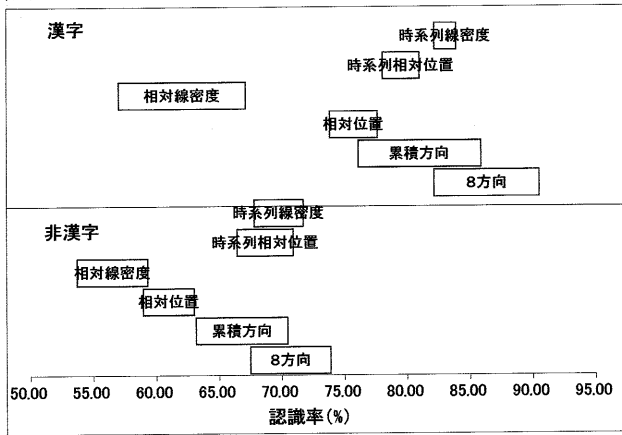 漢字
時系列線密度
時系列相対位置
相対線密度
相対位置
累積方向
8方向
時系列線密度
非漢字
時系列相対位置
相対線密度
相対位置
累積方向
8方向
50.00 55.00 60.00 65.00 70.00 75.00 80.00 85.00 90.00 95.00
認識率(%)